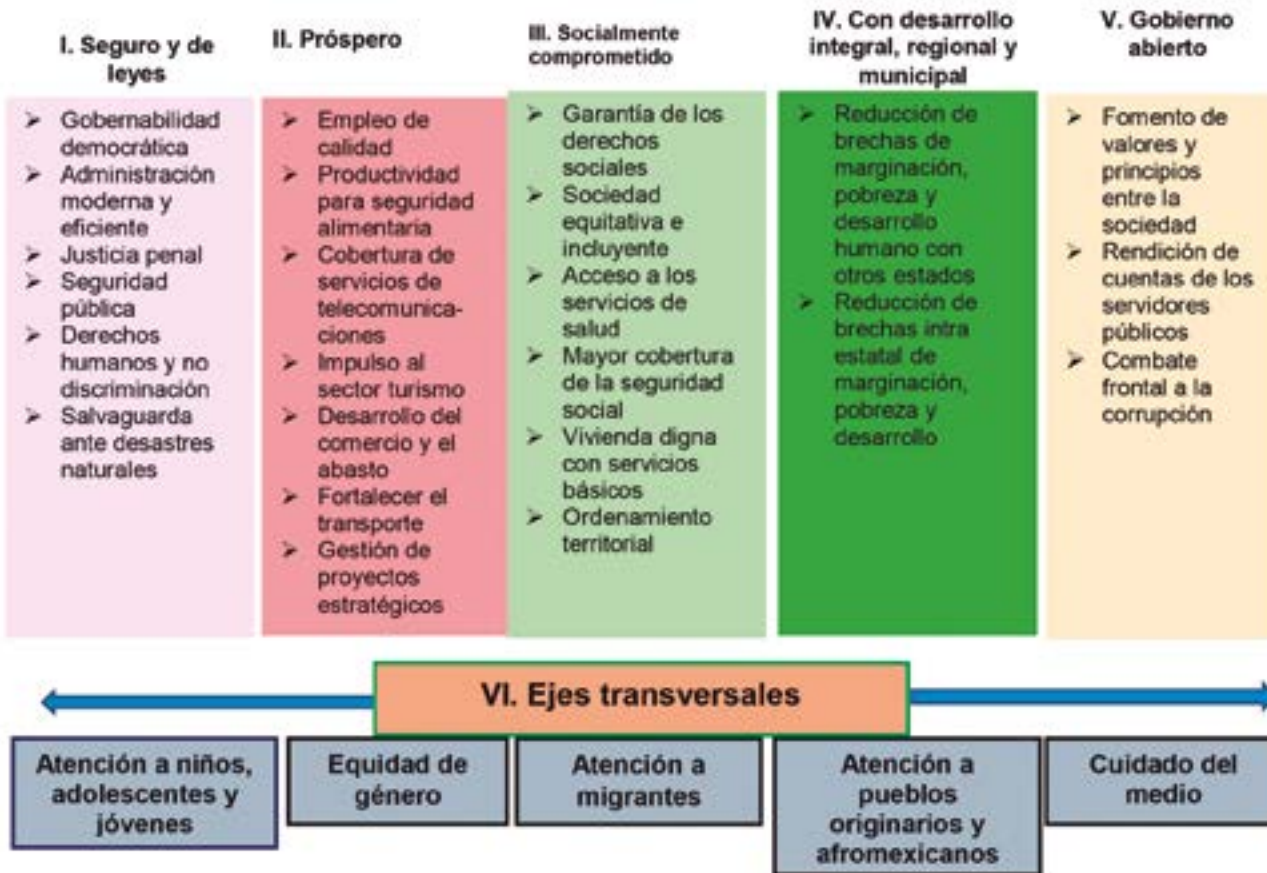 I. Seguro y de
leyes
➢ Gobernabilidad
democrática
➢ Administración
moderna y
eficiente
➢ Justicia penal
➢ Seguridad
pública
➢ Derechos
humanos y no
discriminación
➢ Salvaguarda
ante desastres
naturales
II. Próspero
➢ Empleo de
calidad
➢ Productividad
para seguridad
alimentaria
➢ Cobertura de
servicios de
telecomunica-
ciones
➢ Impulso al
sector turismo
➢ Desarrollo del
comercio y el
abasto
➢ Fortalecer el
transporte
➢ Gestión de
proyectos
estratégicos
III. Socialmente
comprometido
➢ Garantía de los
derechos
sociales
➢ Sociedad
equitativa e
incluyente
➢ Acceso a los
servicios de
salud
➢ Mayor cobertura
de la seguridad
social
➢ Vivienda digna
con servicios
básicos
➢ Ordenamiento
territorial
IV. Con desarrollo
integral, regional y
municipal
➢ Reducción de
brechas de
marginación,
pobreza y
desarrollo
humano con
otros estados
➢ Reducción de
brechas intra
estatal de
marginación,
pobreza y
desarrollo
V. Gobierno
abierto
➢ Fomento de
valores y
principios
entre la
sociedad
➢ Rendición de
cuentas de los
servidores
públicos
➢ Combate
frontal a la
corrupción
VI. Ejes transversales
Atención a niños,
adolescentes y
jóvenes
Equidad de
género
Atención a
migrantes
Atención a
pueblos
originarios y
afromexicanos
Cuidado del
medio